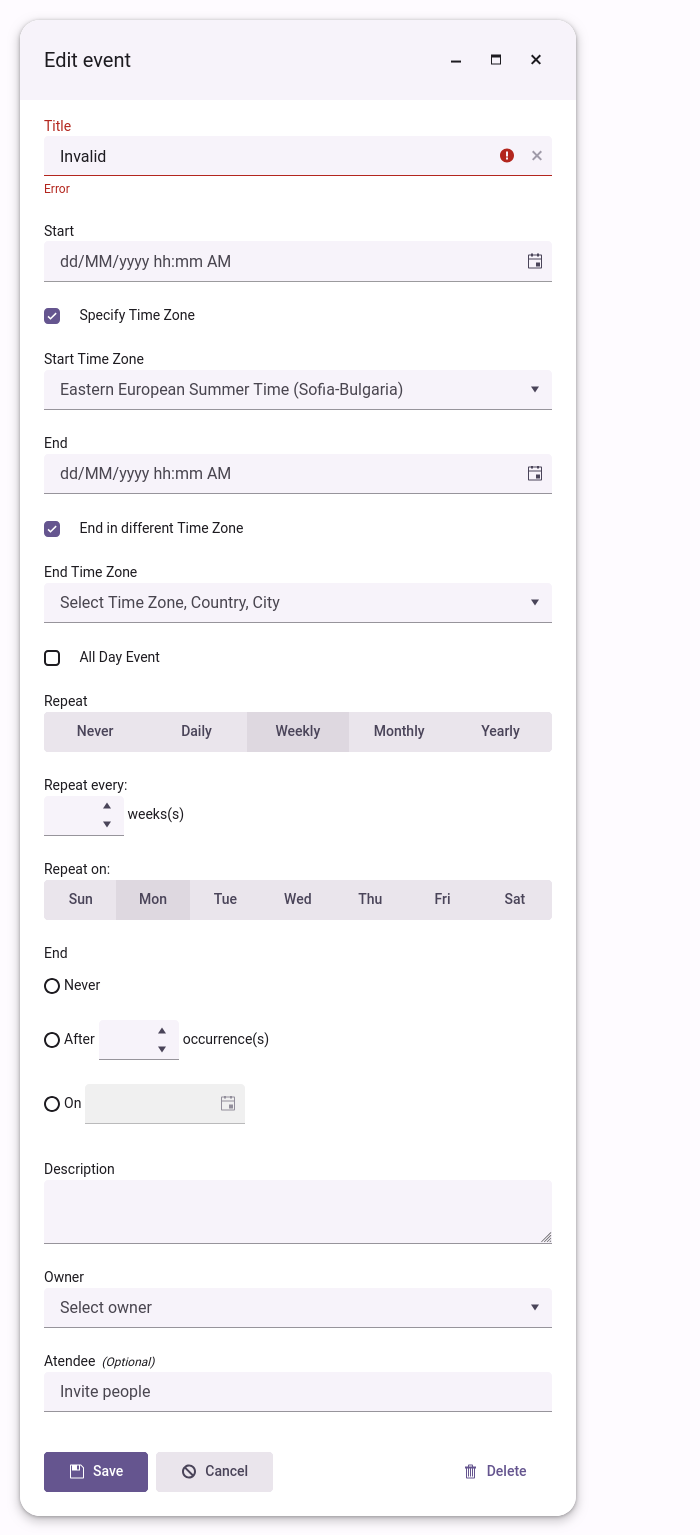 Edit event
Title
Invalid
Error
Start
dd/MM/yyyy hh:mm AM
Specify Time Zone
Start Time Zone
Eastern European Summer Time (Sofia-Bulgaria)
End
dd/MM/yyyy hh:mm AM
End in different Time Zone
End Time Zone
Select Time Zone, Country, City
All Day Event
Repeat
Never Daily Weekly Monthly Yearly
Repeat every:
weeks(s)
Repeat on:
Sun Mon Tue Wed Thu Fri Sat
End
Never
After occurrence(s)
On
Description
Owner
Select owner
Atendee (Optional)
Invite people
Save Cancel Delete